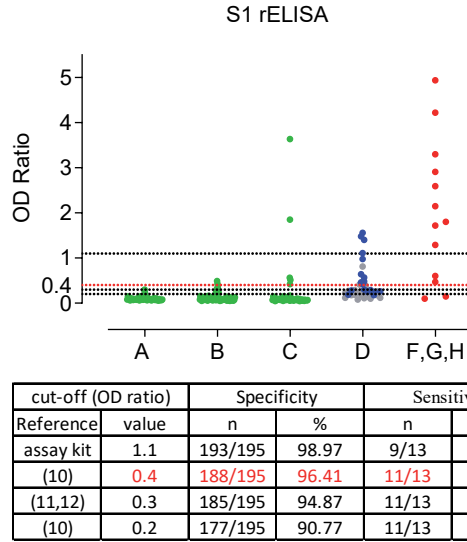 S1 rELISA
OD Ratio
5
4
3
2
1
0.4
0
A B C D F,G,H
cut-off (OD ratio) Specificity Sensitiv
Reference value n % n
assay kit 1.1 193/195 98.97 9/13
(10) 0.4 188/195 96.41 11/13
(11,12) 0.3 185/195 94.87 11/13
(10) 0.2 177/195 90.77 11/13